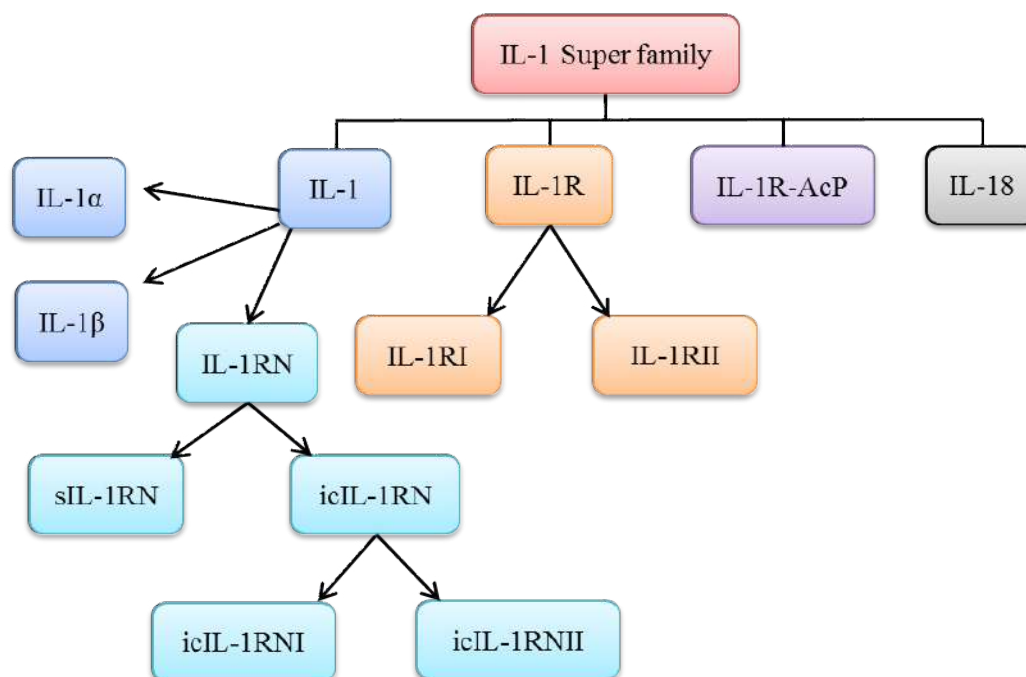 IL-1 Super family
IL-1α
IL-1
IL-1R
IL-1R-AcP
IL-18
IL-1β
IL-1RN
IL-1RI
IL-1RII
sIL-1RN
icIL-1RN
icIL-1RNI
icIL-1RNII